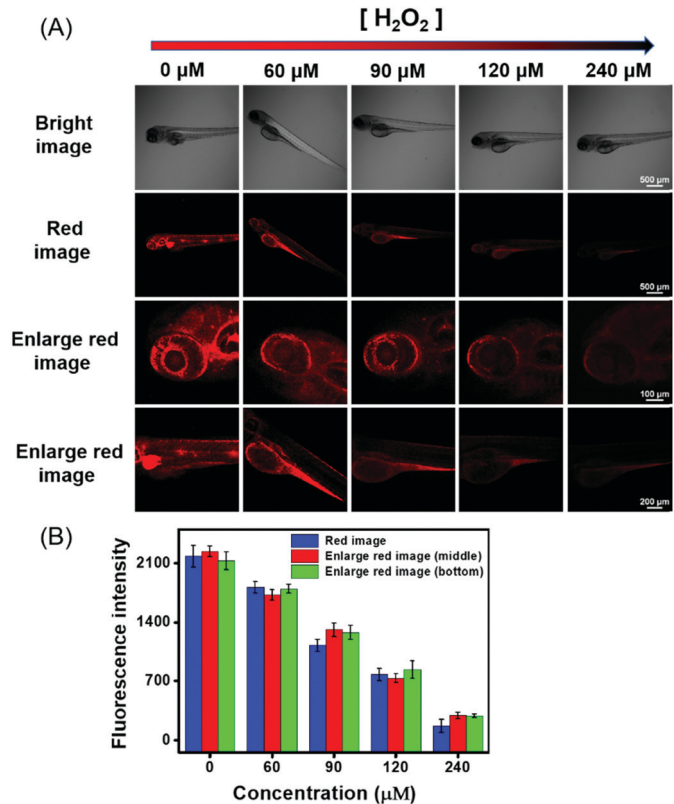 (A)
[ H₂O₂ ]
0 µM 60 µM 90 µM 120 µM 240 µM
Bright image
500 µm
Red image
500 µm
Enlarge red image
100 µm
Enlarge red image
200 µm
(B)
Fluorescence intensity
2100
1400
700
0
Red image
Enlarge red image (middle)
Enlarge red image (bottom)
0 60 90 120 240
Concentration (µM)